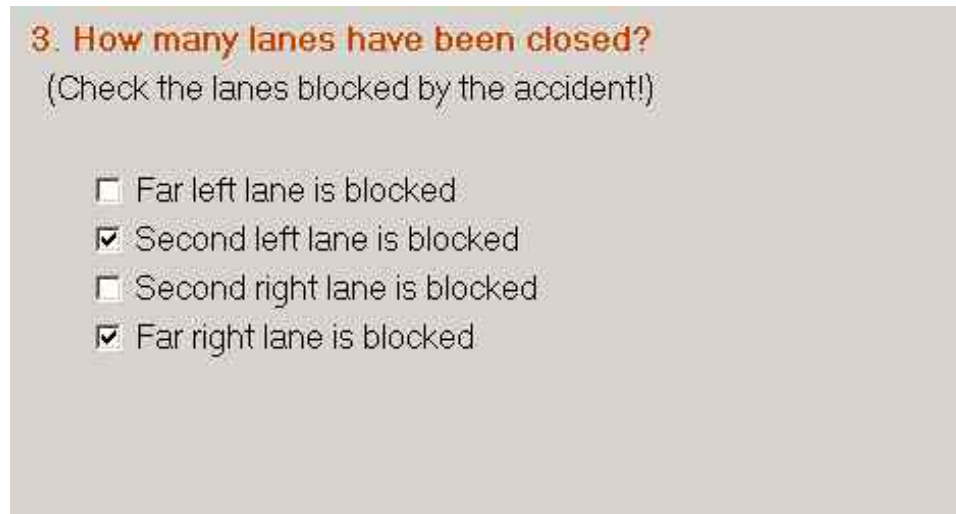 3. How many lanes have been closed?
(Check the lanes blocked by the accident!)
Far left lane is blocked
Second left lane is blocked
Second right lane is blocked
Far right lane is blocked